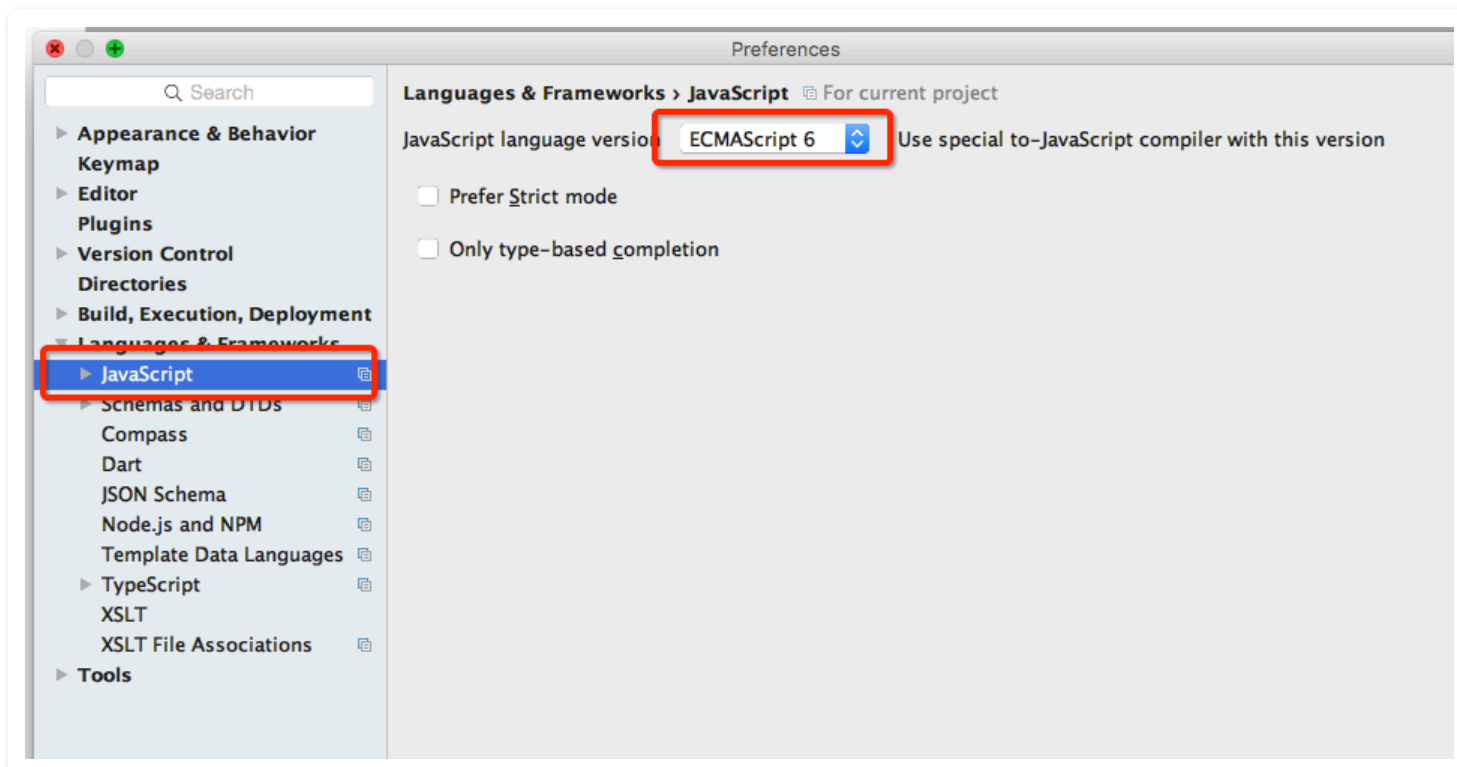 Preferences
Search
Appearance & Behavior
Keymap
Editor
Plugins
Version Control
Directories
Build, Execution, Deployment
Languages & Frameworks
JavaScript
Schemas and DTDs
Compass
Dart
JSON Schema
Node.js and NPM
Template Data Languages
TypeScript
XSLT
XSLT File Associations
Tools
Languages & Frameworks › JavaScript For current project
JavaScript language version ECMAScript 6 Use special to-JavaScript compiler with this version
Prefer Strict mode
Only type-based completion